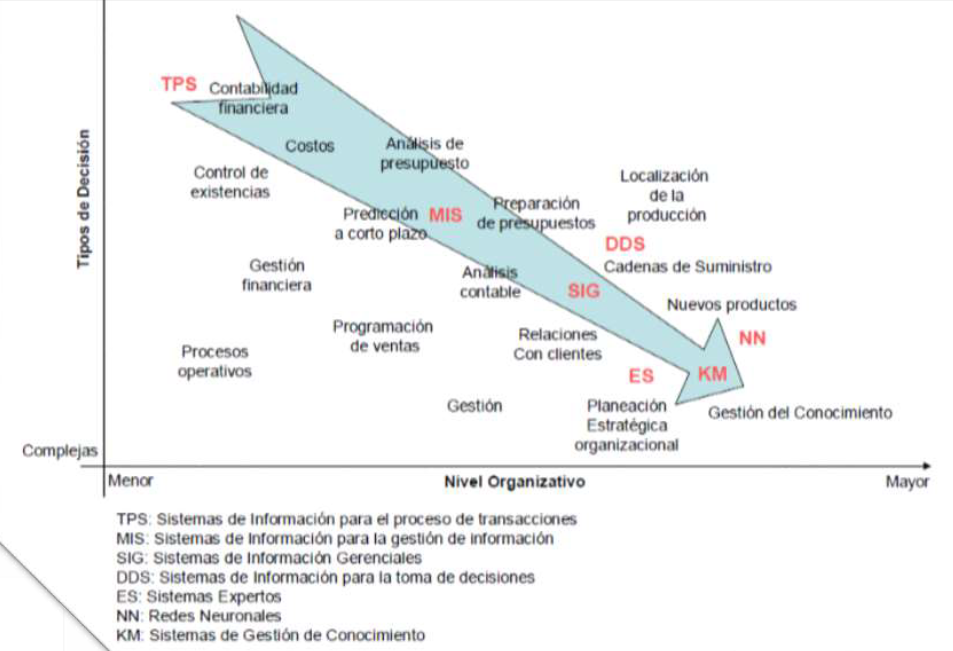 TPS Contabilidad
financiera
Costos
Análisis de
presupuesto
Control de
existencias
Localización
de la
producción
Predicción
a corto plazo
MIS
Preparación
de presupuestos
DDS
Cadenas de Suministro
Gestión
financiera
Análisis
contable
SIG
Nuevos productos
Programación
de ventas
Relaciones
Con clientes
NN
Procesos
operativos
ES
KM
Gestión
Planeación
Estratégica
organizacional
Gestión del Conocimiento
Tipos de Decisión
Complejas
Menor
Nivel Organizativo
Mayor
TPS: Sistemas de Información para el proceso de transacciones
MIS: Sistemas de Información para la gestión de información
SIG: Sistemas de Información Gerenciales
DDS: Sistemas de Información para la toma de decisiones
ES: Sistemas Expertos
NN: Redes Neuronales
KM: Sistemas de Gestión de Conocimiento